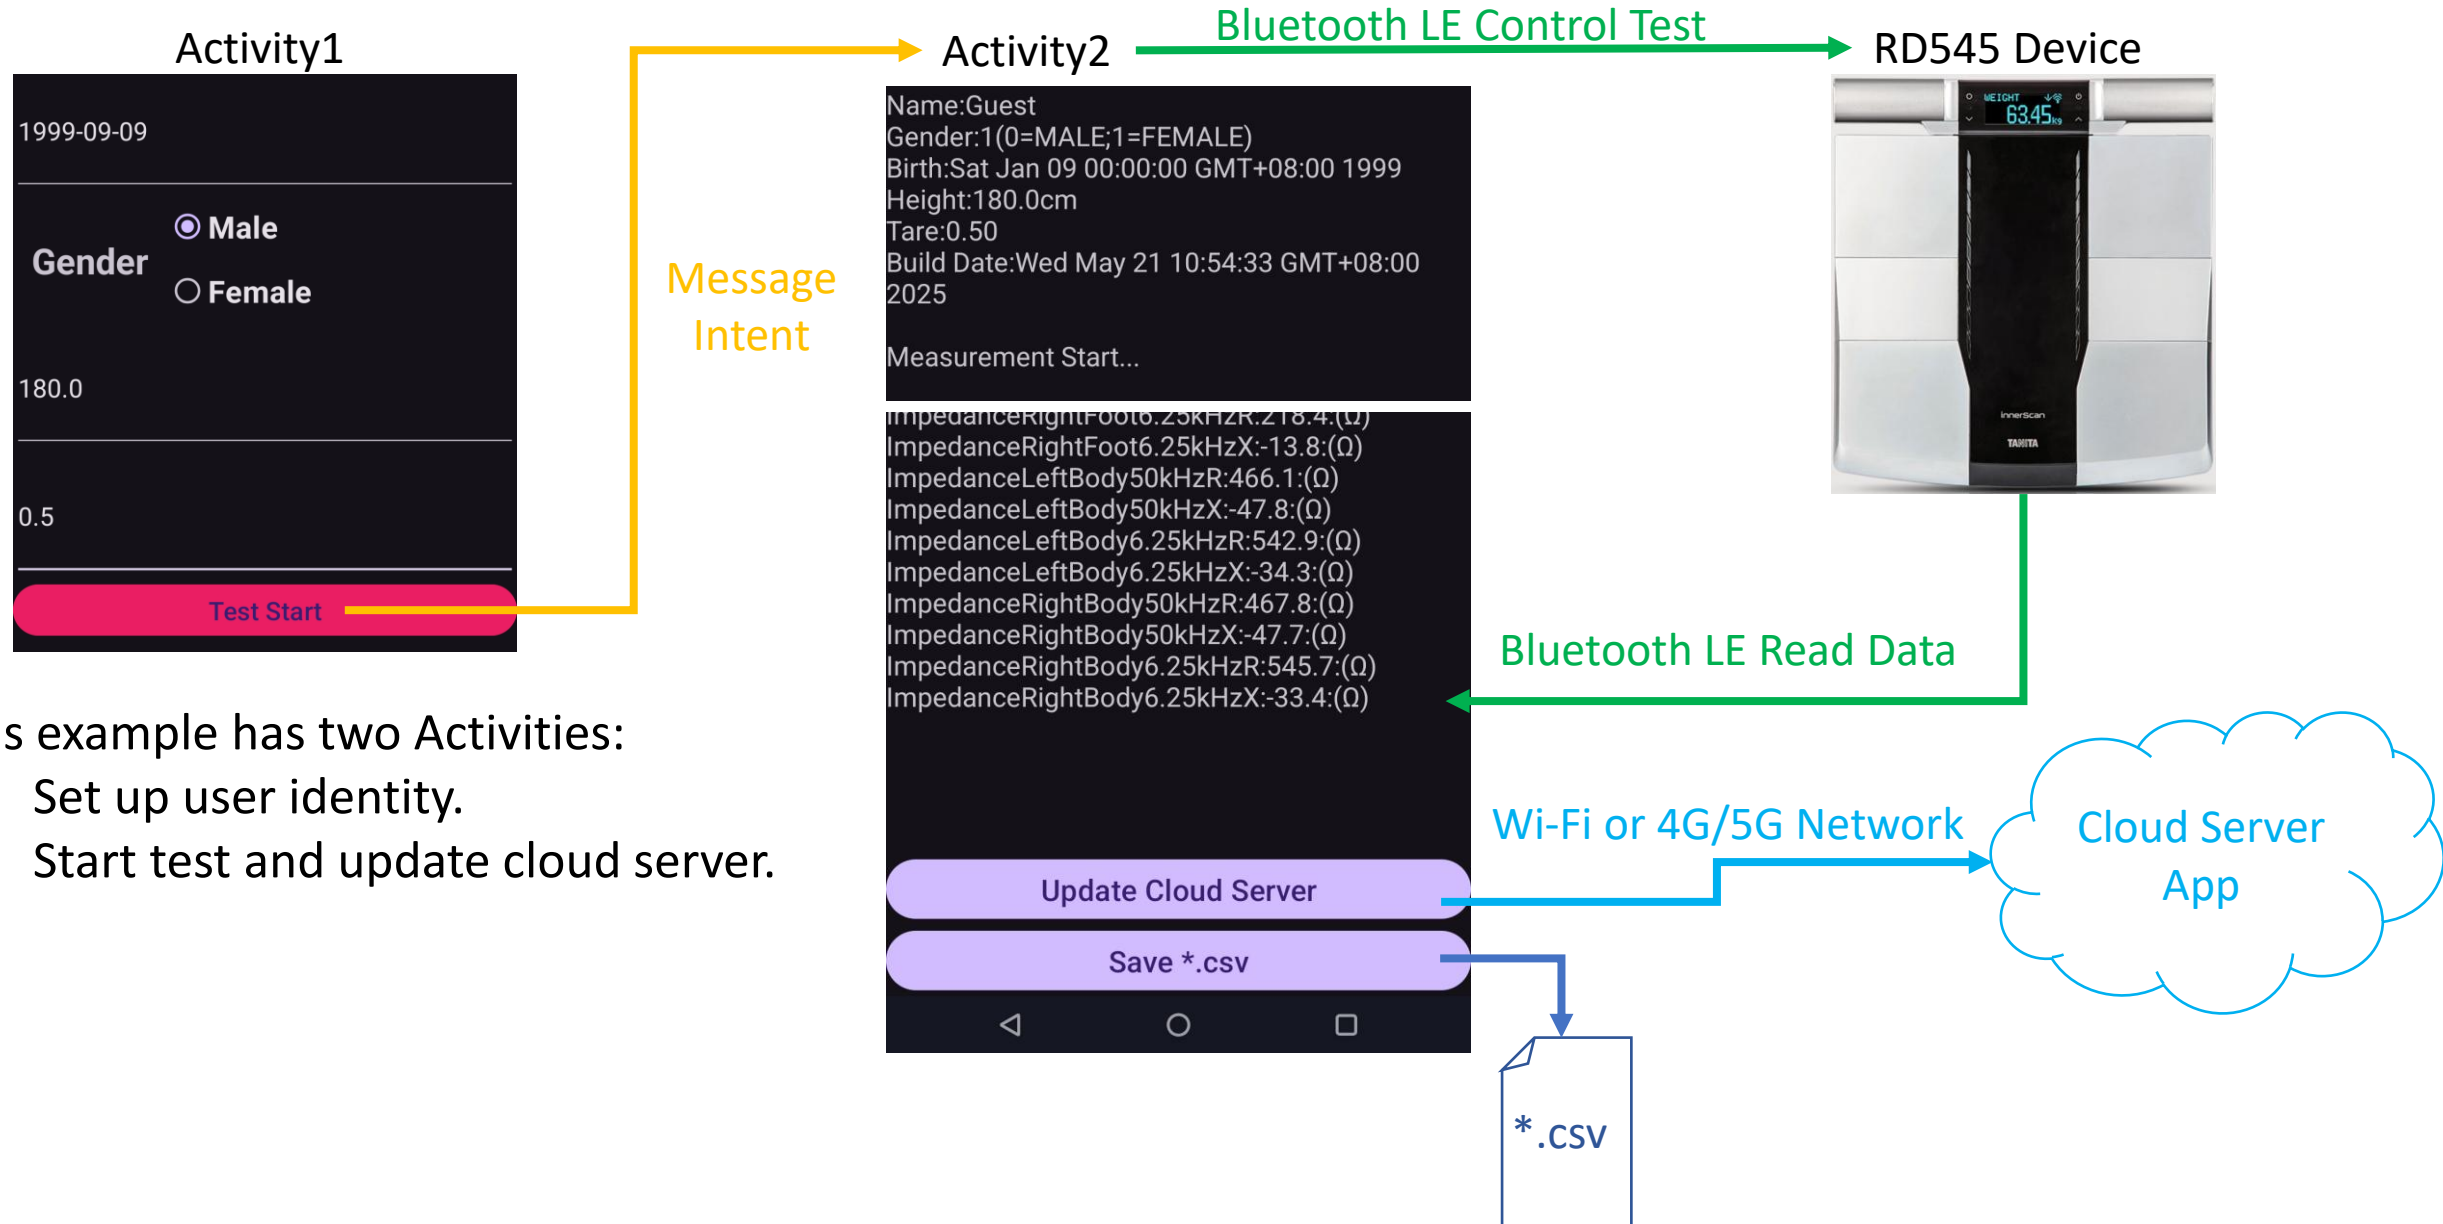 Activity1
1999-09-09
Gender
Male
Female
180.0
0.5
Test Start
Message
Intent
Activity2
Name:Guest
Gender:1(0=MALE;1=FEMALE)
Birth:Sat Jan 09 00:00:00 GMT+08:00 1999
Height:180.0cm
Tare:0.50
Build Date:Wed May 21 10:54:33 GMT+08:00
2025
Measurement Start...
ImpedanceRightFoot6.25kHzR:218.4:(Ω)
ImpedanceRightFoot6.25kHzX:-13.8:(Ω)
ImpedanceLeftBody50kHzR:466.1:(Ω)
ImpedanceLeftBody50kHzX:-47.8:(Ω)
ImpedanceLeftBody6.25kHzR:542.9:(Ω)
ImpedanceLeftBody6.25kHzX:-34.3:(Ω)
ImpedanceRightBody50kHzR:467.8:(Ω)
ImpedanceRightBody50kHzX:-47.7:(Ω)
ImpedanceRightBody6.25kHzR:545.7:(Ω)
ImpedanceRightBody6.25kHzX:-33.4:(Ω)
Update Cloud Server
Save *.csv
Bluetooth LE Control Test
RD545 Device
WEIGHT
63.45kg
innerscan
TANITA
Bluetooth LE Read Data
Wi-Fi or 4G/5G Network
Cloud Server
App
*.csv
s example has two Activities:
Set up user identity.
Start test and update cloud server.